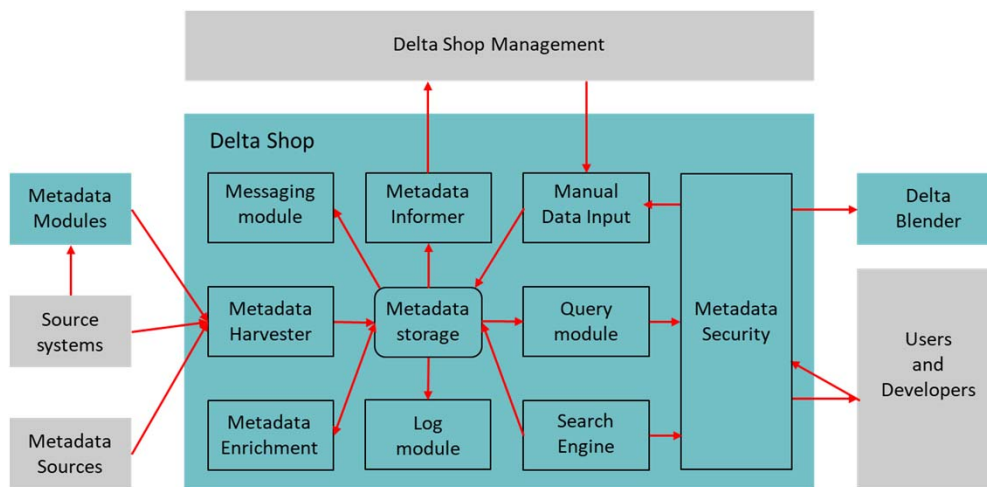 Delta Shop Management
Delta Shop
Metadata
Modules
Messaging
module
Metadata
Informer
Manual
Data Input
Delta
Blender
Source
systems
Metadata
Harvester
Metadata
storage
Query
module
Metadata
Security
Users
and
Developers
Metadata
Sources
Metadata
Enrichment
Log
module
Search
Engine